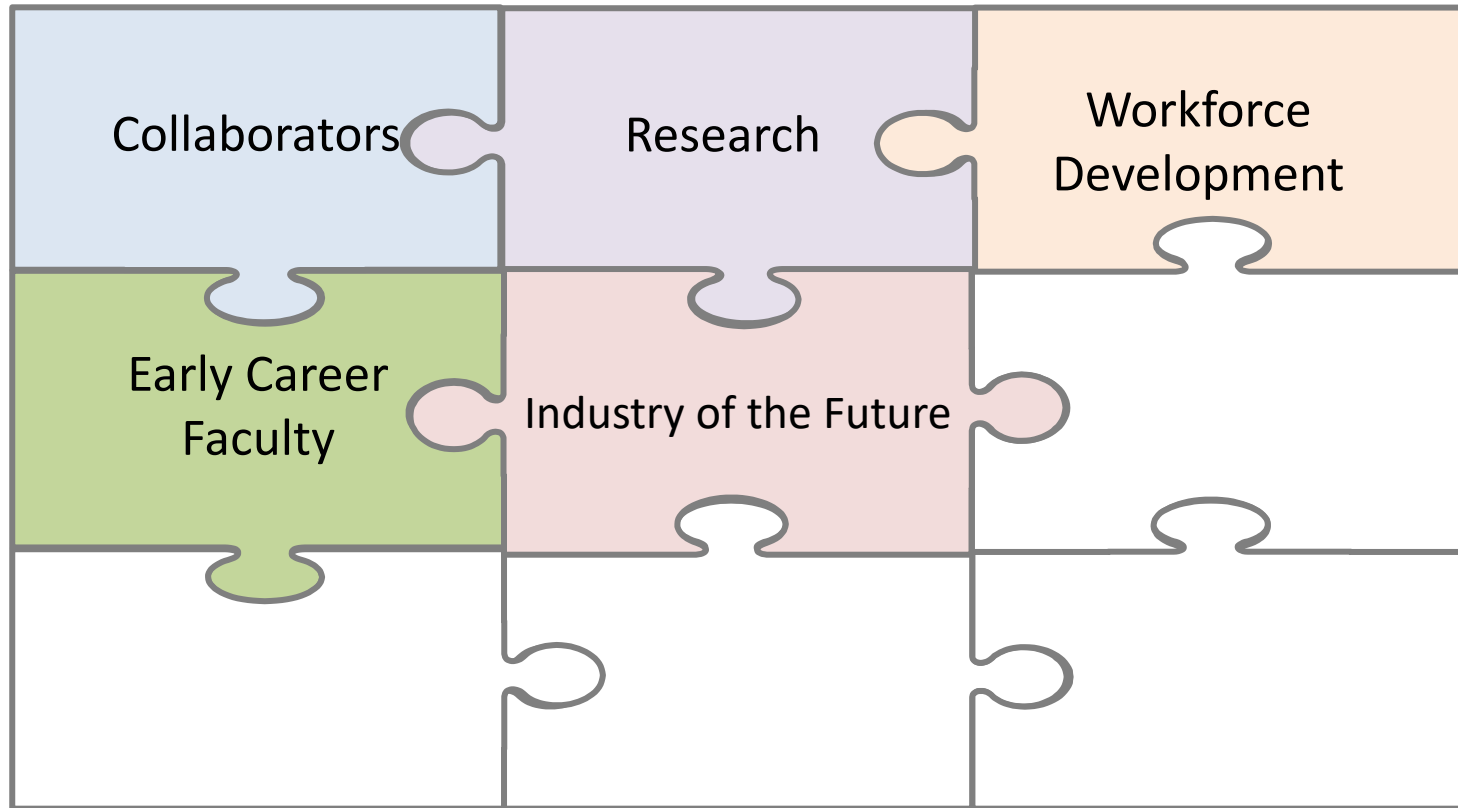 Collaborators
Research
Workforce
Development
Early Career
Faculty
Industry of the Future